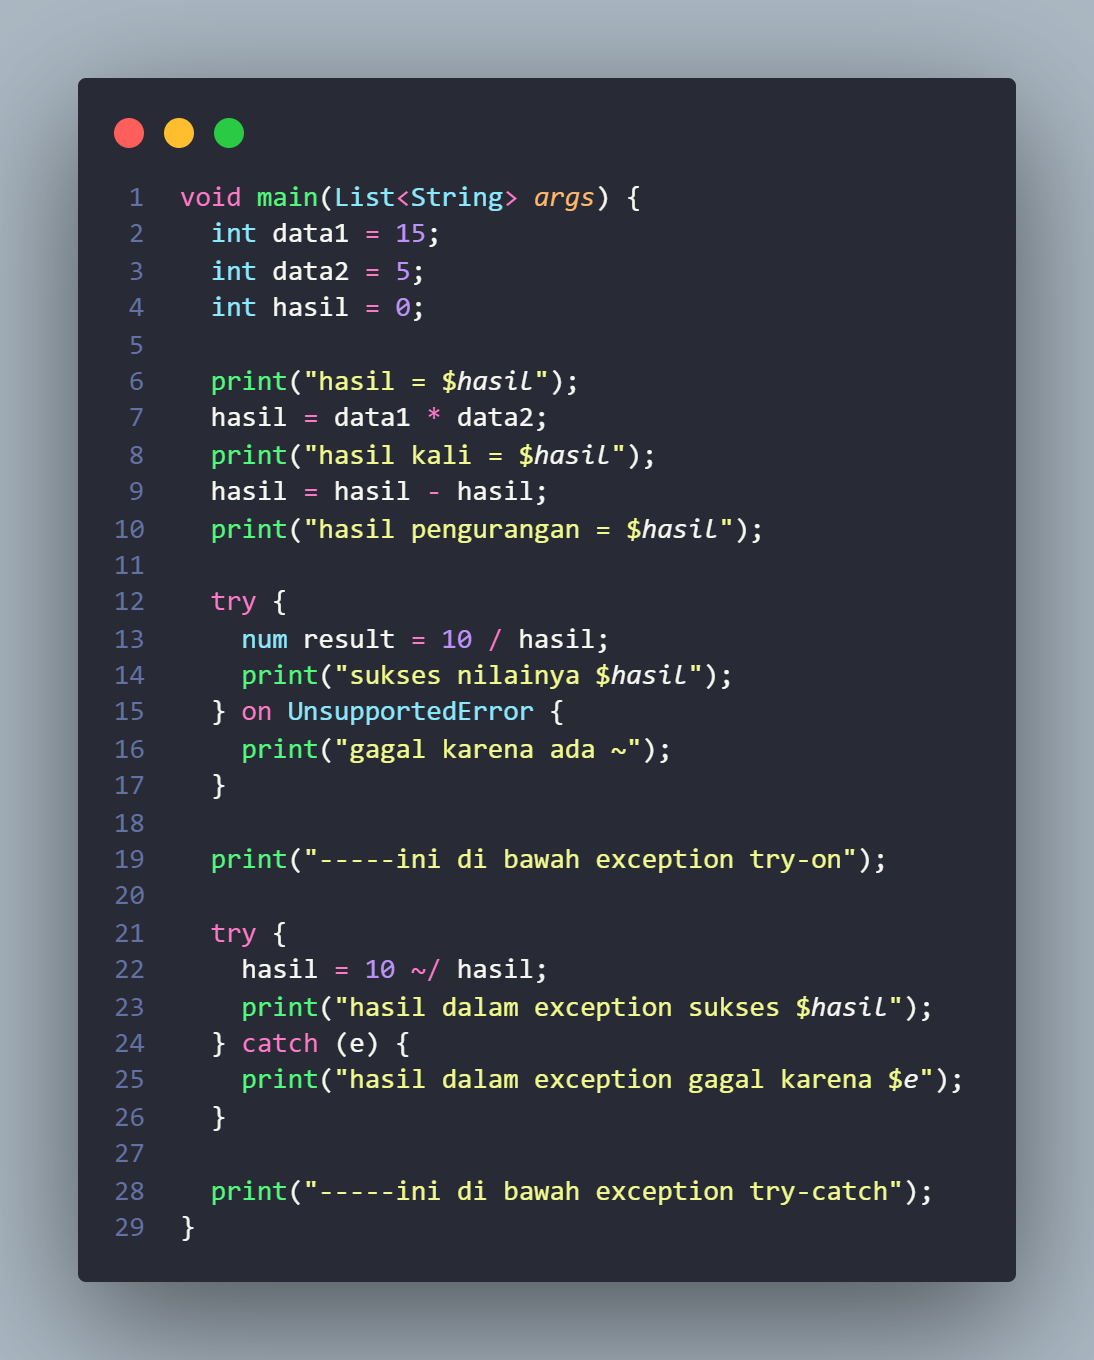 1 void main(List<String> args) {
2 int data1 = 15;
3 int data2 = 5;
4 int hasil = 0;
5
6 print("hasil = $hasil");
7 hasil = data1 * data2;
8 print("hasil kali = $hasil");
9 hasil = hasil - hasil;
10 print("hasil pengurangan = $hasil");
11
12 try {
13 num result = 10 / hasil;
14 print("sukses nilainya $hasil");
15 } on UnsupportedError {
16 print("gagal karena ada ~");
17 }
18
19 print("-----ini di bawah exception try-on");
20
21 try {
22 hasil = 10 ~/ hasil;
23 print("hasil dalam exception sukses $hasil");
24 } catch (e) {
25 print("hasil dalam exception gagal karena $e");
26 }
27
28 print("-----ini di bawah exception try-catch");
29 }